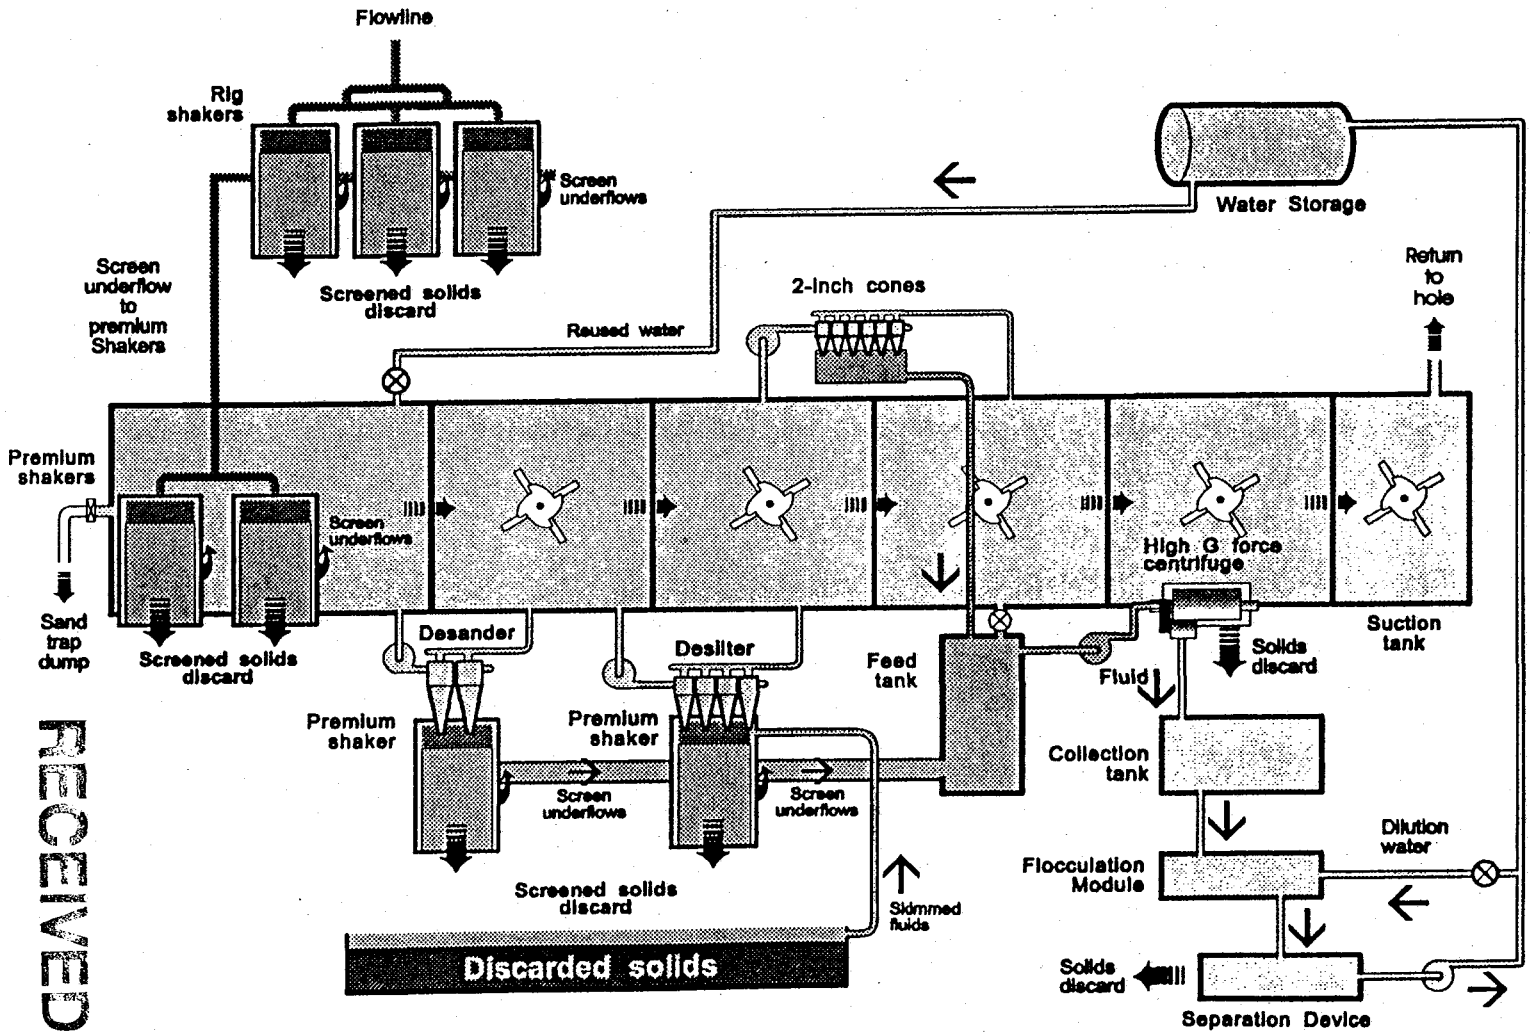 Flowline
Rig
shakers
Screen
underflows
Water Storage
Screen
underflow
to
premium
Shakers
Screened solids
discard
Return
to
hole
2-inch cones
Reused water
Premium
shakers
Screen
underflows
High G force
centrifuge
Sand
trap
dump
Screened solids
discard
Desander
Desilter
Feed
tank
Solids
discard
Suction
tank
Fluid
Premium
shaker
Premium
shaker
Collection
tank
Screen
underflows
Screen
underflows
Dilution
water
Flocculation
Module
Screened solids
discard
Skimmed
fluids
Discarded solids
Solids
discard
Separation Device
RECEIVED